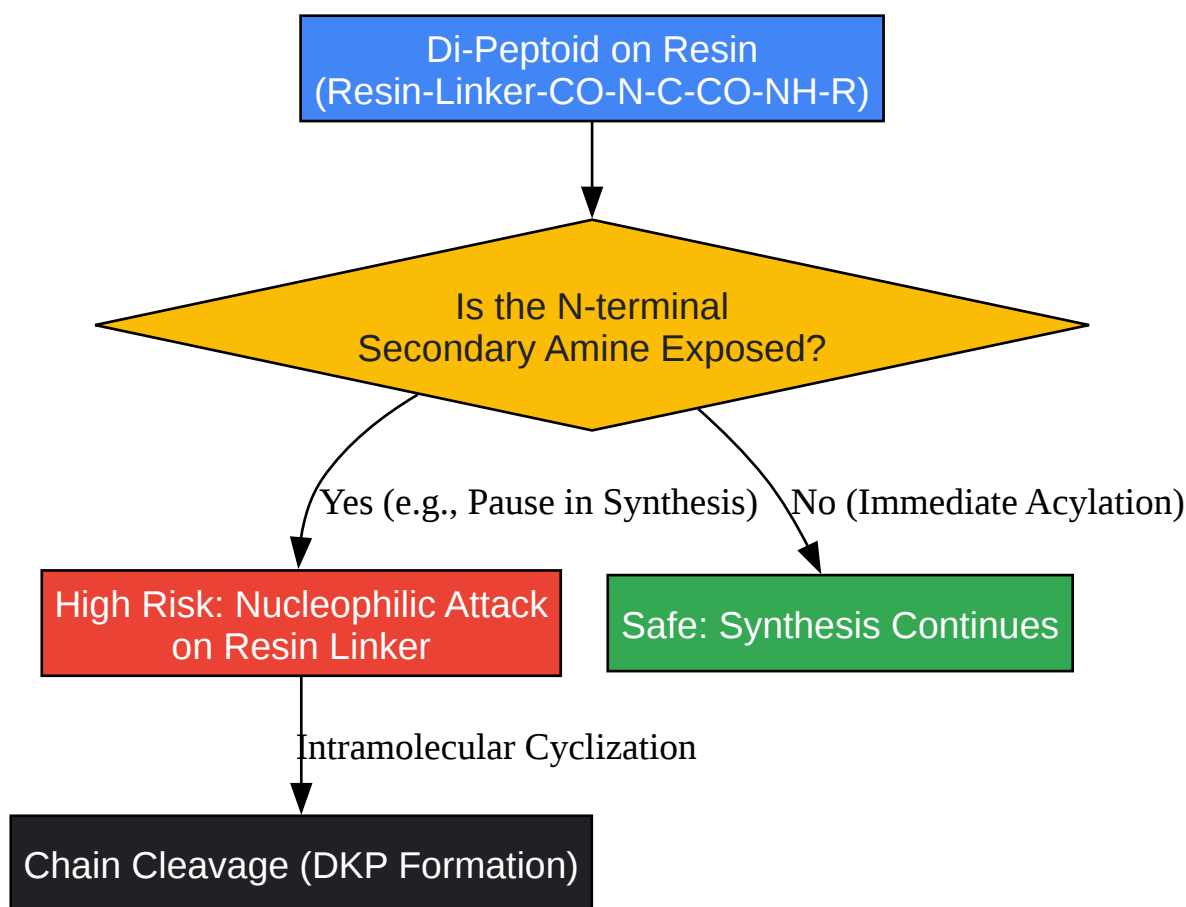 Di-Peptoid on Resin
(Resin-Linker-CO-N-C-CO-NH-R)
Is the N-terminal
Secondary Amine Exposed?
Yes (e.g., Pause in Synthesis)
No (Immediate Acylation)
High Risk: Nucleophilic Attack
on Resin Linker
Safe: Synthesis Continues
Intramolecular Cyclization
Chain Cleavage (DKP Formation)